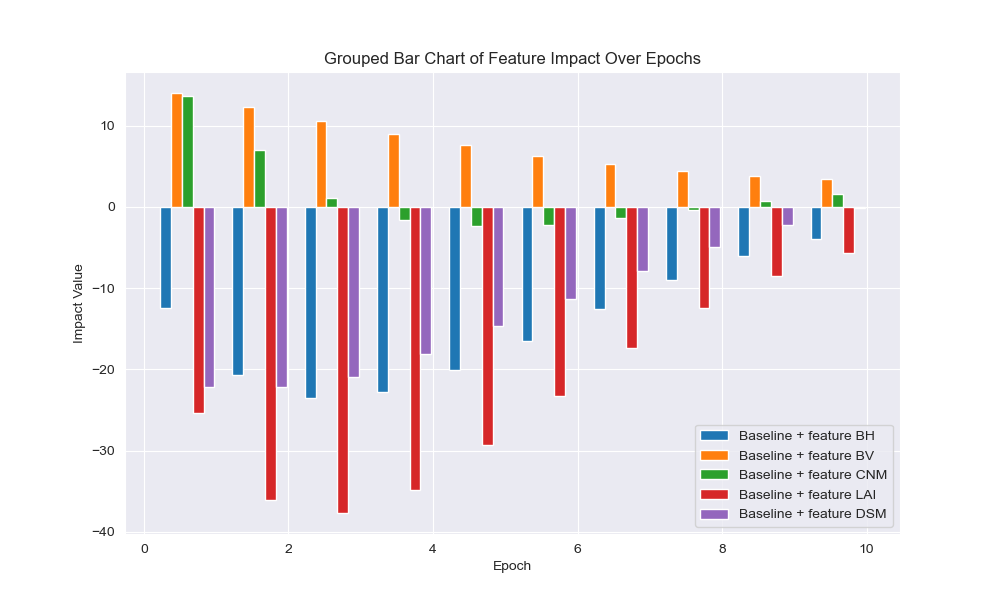 Grouped Bar Chart of Feature Impact Over Epochs
Impact Value
10
0
−10
−20
−30
−40
0 2 4 6 8 10
Epoch
Baseline + feature BH
Baseline + feature BV
Baseline + feature CNM
Baseline + feature LAI
Baseline + feature DSM